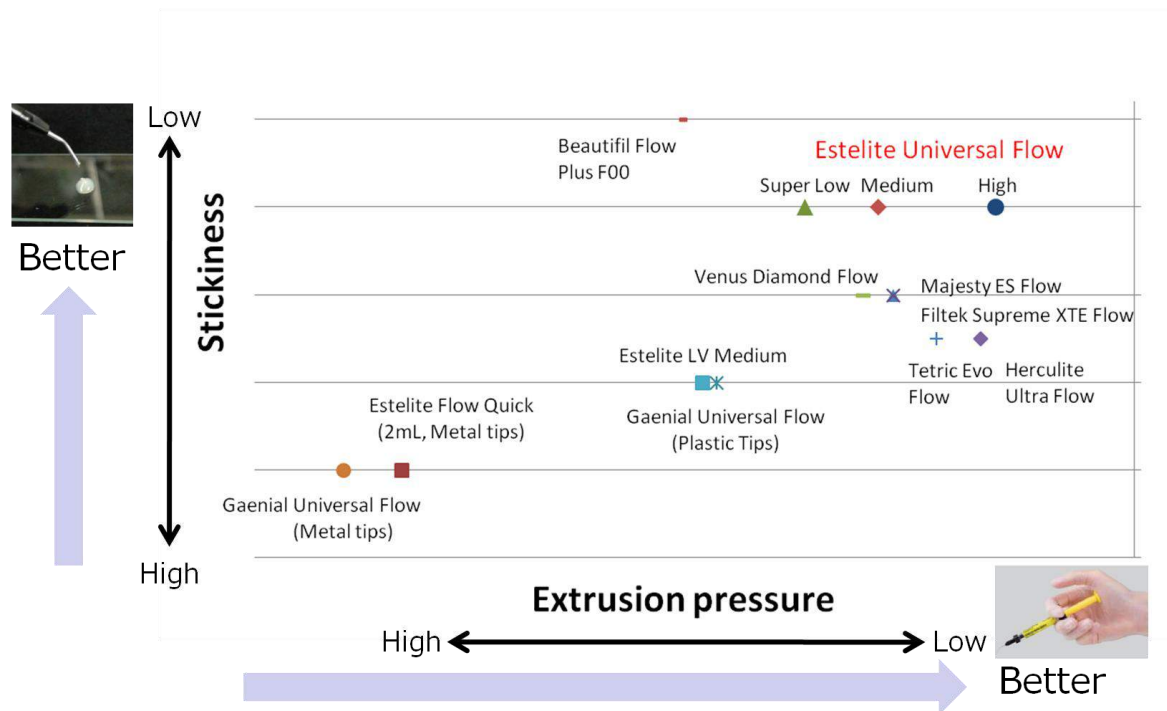 Low
Beautifil Flow
Plus F00
Estelite Universal Flow
Super Low
Medium
High
Better
Stickiness
Venus Diamond Flow
Majesty ES Flow
Filtek Supreme XTE Flow
Estelite LV Medium
Tetric Evo
Flow
Herculite
Ultra Flow
Estelite Flow Quick
(2mL, Metal tips)
Gaenial Universal Flow
(Plastic Tips)
Gaenial Universal Flow
(Metal tips)
High
Extrusion pressure
High
Low
Better